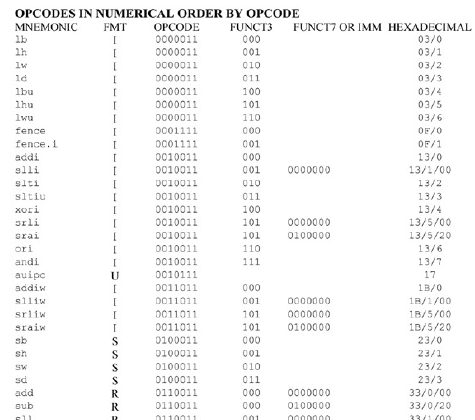 OPCODES IN NUMERICAL ORDER BY OPCODE
MNEMONIC FMT OPCODE FUNCT3 FUNCT7 OR IMM HEXADECIMAL
lb I 0000011 000 03/0
lh I 0000011 001 03/1
lw I 0000011 010 03/2
ld I 0000011 011 03/3
lbu I 0000011 100 03/4
lhu I 0000011 101 03/5
lwu I 0000011 110 03/6
fence I 0001111 000 0F/0
fence.i I 0001111 001 0F/1
addi I 0010011 000 13/0
slli I 0010011 001 0000000 13/1/00
slti I 0010011 010 13/2
sltiu I 0010011 011 13/3
xori I 0010011 100 13/4
srli I 0010011 101 0000000 13/5/00
srai I 0010011 101 0100000 13/5/20
ori I 0010011 110 13/6
andi I 0010011 111 13/7
auipc U 0010111 17
addiw I 0011011 000 1B/0
slliw I 0011011 001 0000000 1B/1/00
srliw I 0011011 101 0000000 1B/5/00
sraiw I 0011011 101 0100000 1B/5/20
sb S 0100011 000 23/0
sh S 0100011 001 23/1
sw S 0100011 010 23/2
sd S 0100011 011 23/3
add R 0110011 000 0000000 33/0/00
sub R 0110011 000 0100000 33/0/20
sll R 0110011 001 0000000 33/1/00